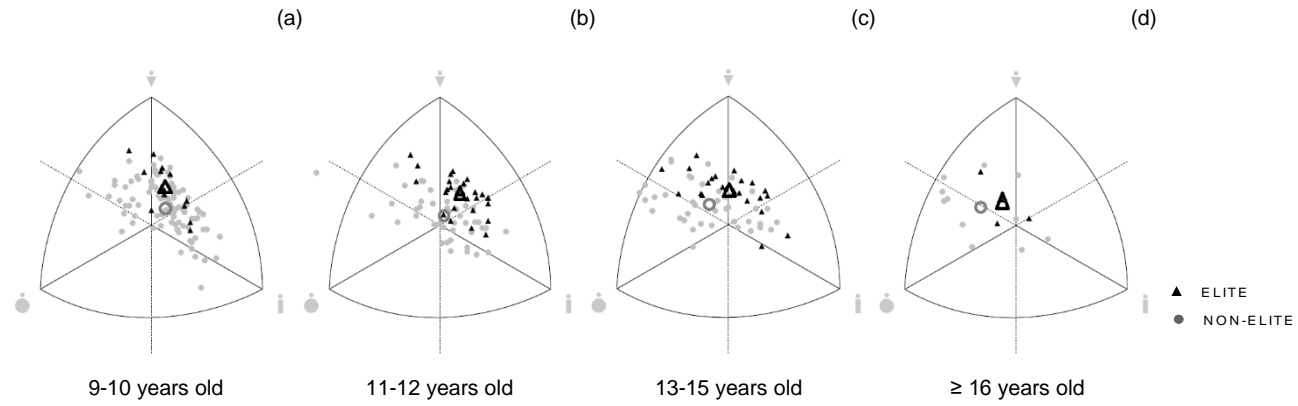 (a)
(b)
(c)
(d)
ELITE
NON-ELITE
9-10 years old
11-12 years old
13-15 years old
≥ 16 years old